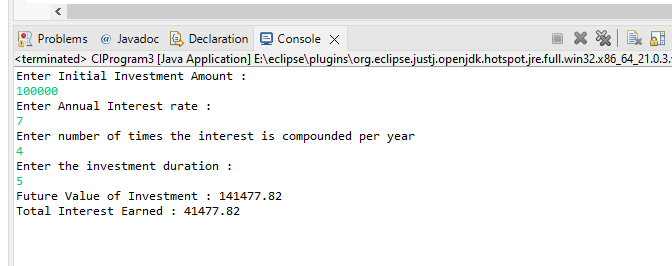 Problems @ Javadoc Declaration Console
<terminated> CIProgram3 [Java Application] E:\eclipse\plugins\org.eclipse.justj.openjdk.hotspot.jre.full.win32.x86_64_21.0.3.
Enter Initial Investment Amount :
100000
Enter Annual Interest rate :
7
Enter number of times the interest is compounded per year
4
Enter the investment duration :
5
Future Value of Investment : 141477.82
Total Interest Earned : 41477.82